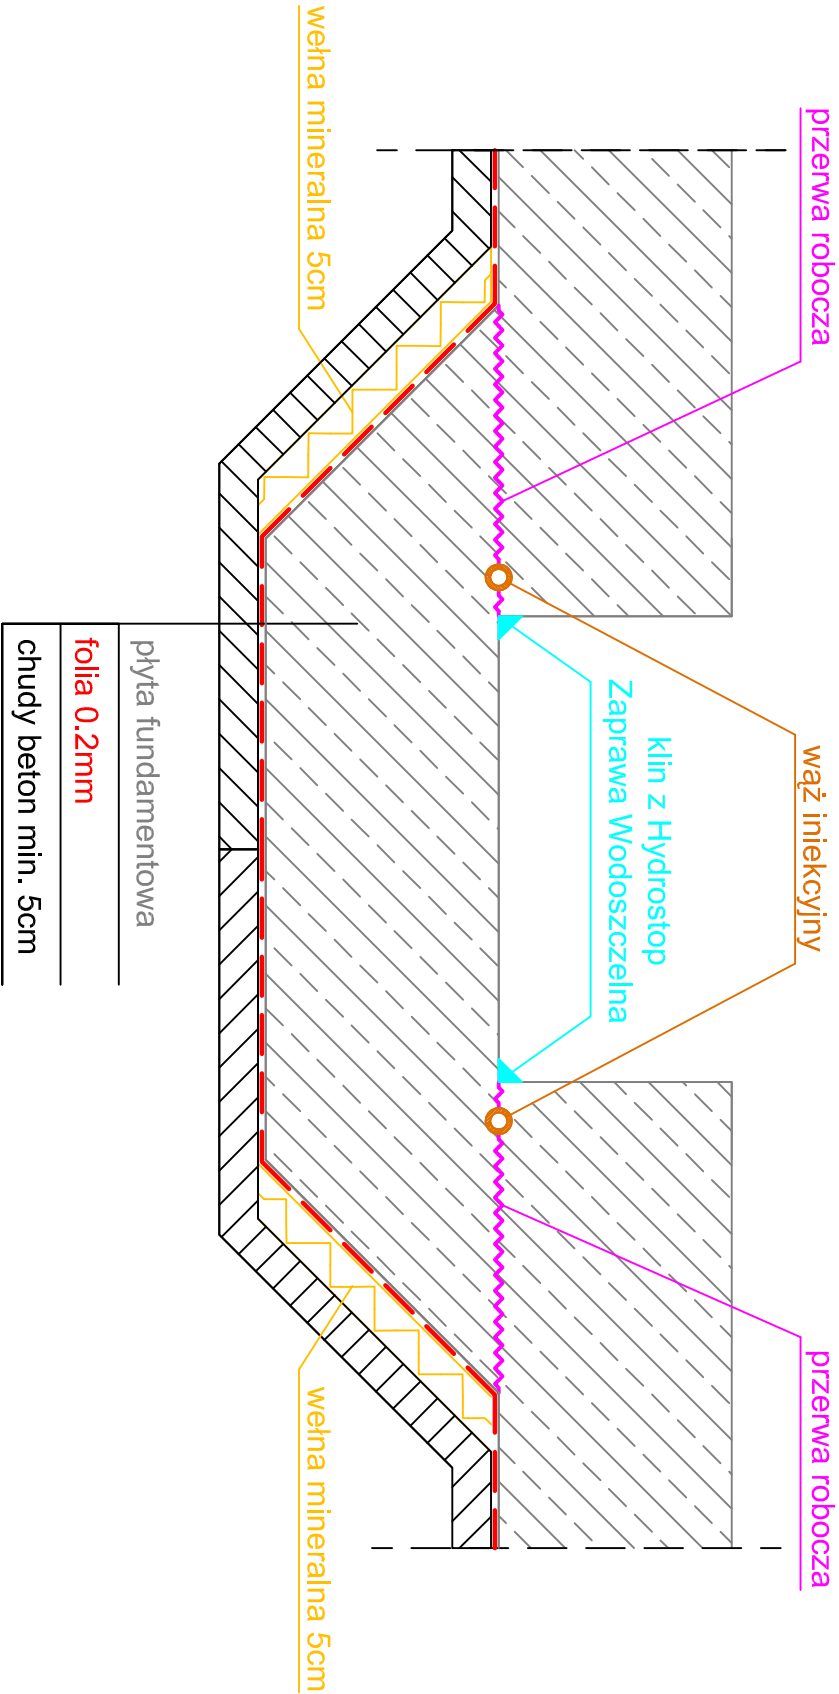 przerwa robocza
wąż iniekcyjny
przerwa robocza
klin z Hydrostop
Zaprawa Wodoszczelna
wełna mineralna 5cm
wełna mineralna 5cm
płyta fundamentowa
folia 0.2mm
chudy beton min. 5cm